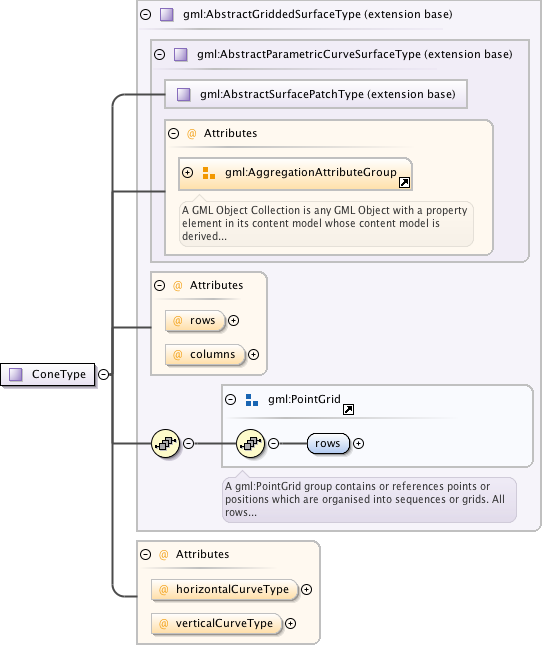 gml:AbstractGriddedSurfaceType (extension base)
gml:AbstractParametricCurveSurfaceType (extension base)
gml:AbstractSurfacePatchType (extension base)
@ Attributes
gml:AggregationAttributeGroup
A GML Object Collection is any GML Object with a property
element in its content model whose content model is
derived...
@ Attributes
@ rows
@ columns
ConeType
gml:PointGrid
rows
A gml:PointGrid group contains or references points or
positions which are organised into sequences or grids. All
rows...
@ Attributes
@ horizontalCurveType
@ verticalCurveType